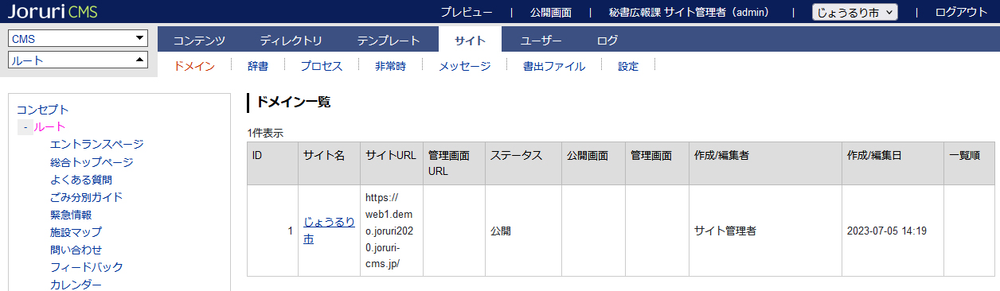 Joruri CMS
プレビュー | 公開画面 | 秘書広報課 サイト管理者（admin） | じょうるり市 | ログアウト
CMS
ルート
コンテンツ ディレクトリ テンプレート サイト ユーザー ログ
ドメイン 辞書 プロセス 非常時 メッセージ 書出ファイル 設定
コンセプト
- ルート
エントランスページ
総合トップページ
よくある質問
ごみ分別ガイド
緊急情報
施設マップ
問い合わせ
フィードバック
カレンダー
ドメイン一覧
1件表示
ID サイト名 サイトURL 管理画面 ステータス 公開画面 管理画面 作成/編集者 作成/編集日 一覧順
URL
1
じょうるり
市
https://
web1.dem
o.joruri202
0.joruri-
cms.jp/
公開
サイト管理者
2023-07-05 14:19